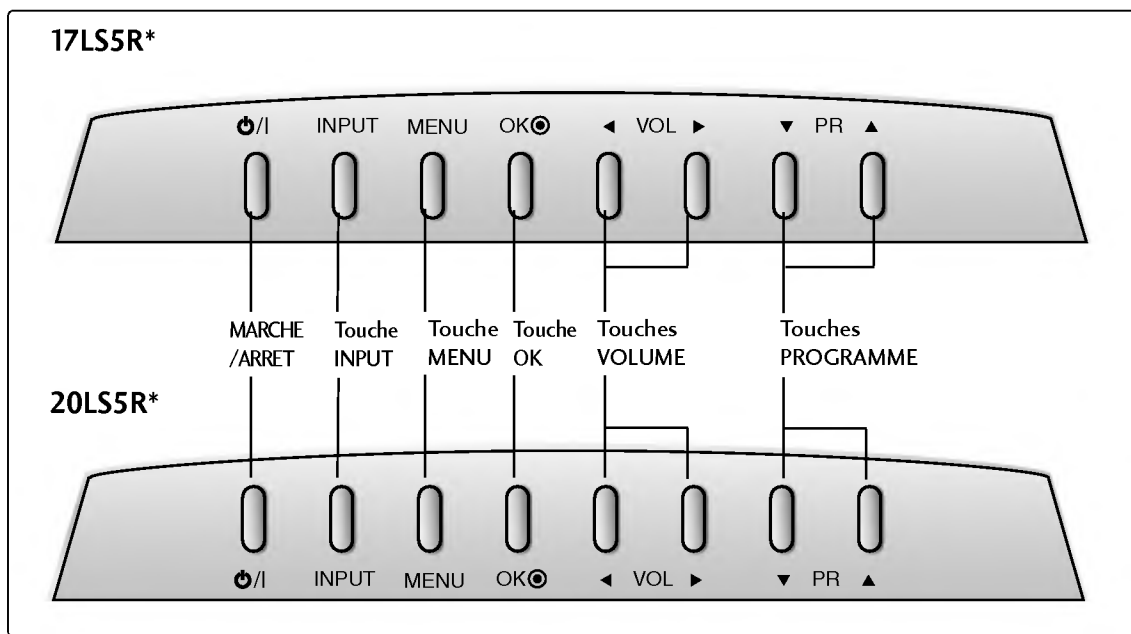 17LS5R*
⏻/I INPUT MENU OK◉ ◄ VOL ► ▼ PR ▲
MARCHE
/ARRET
Touche
INPUT
Touche
MENU
Touche
OK
Touches
VOLUME
Touches
PROGRAMME
20LS5R*
⏻/I INPUT MENU OK◉ ◄ VOL ► ▼ PR ▲